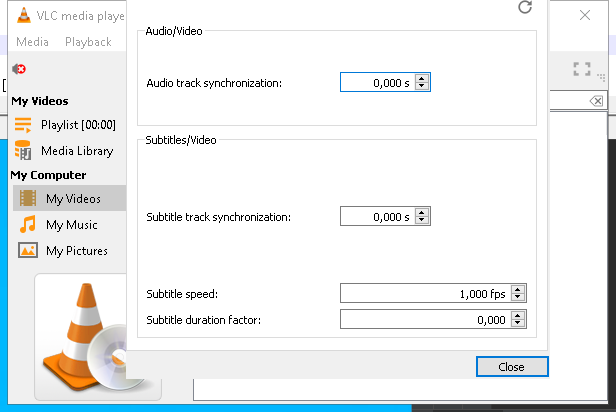 VLC media playe
Media Playback
Audio/Video
Audio track synchronization: 0,000 s
My Videos
Playlist [00:00]
Media Library
Subtitles/Video
My Computer
My Videos
My Music
Subtitle track synchronization: 0,000 s
My Pictures
Subtitle speed: 1,000 fps
Subtitle duration factor: 0,000
Close